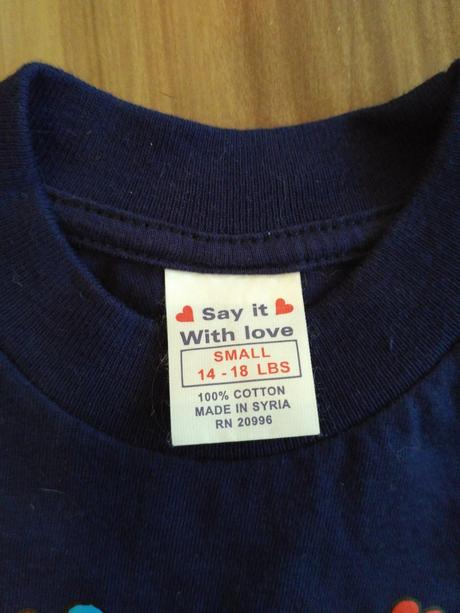 Say it
With love
SMALL
14 - 18 LBS
100% COTTON
MADE IN SYRIA
RN 20996